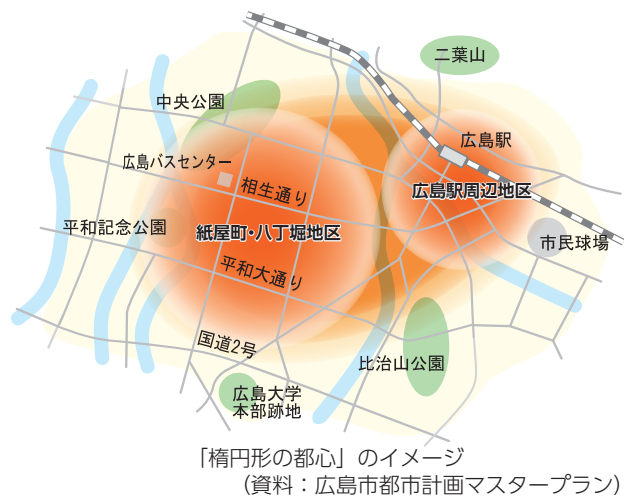 二葉山
中央公園
広島駅
広島バスセンター
相生通り
広島駅周辺地区
平和記念公園
紙屋町・八丁堀地区
市民球場
平和大通り
国道2号
比治山公園
広島大学
本部跡地
「楕円形の都心」のイメージ
（資料：広島市都市計画マスタープラン）